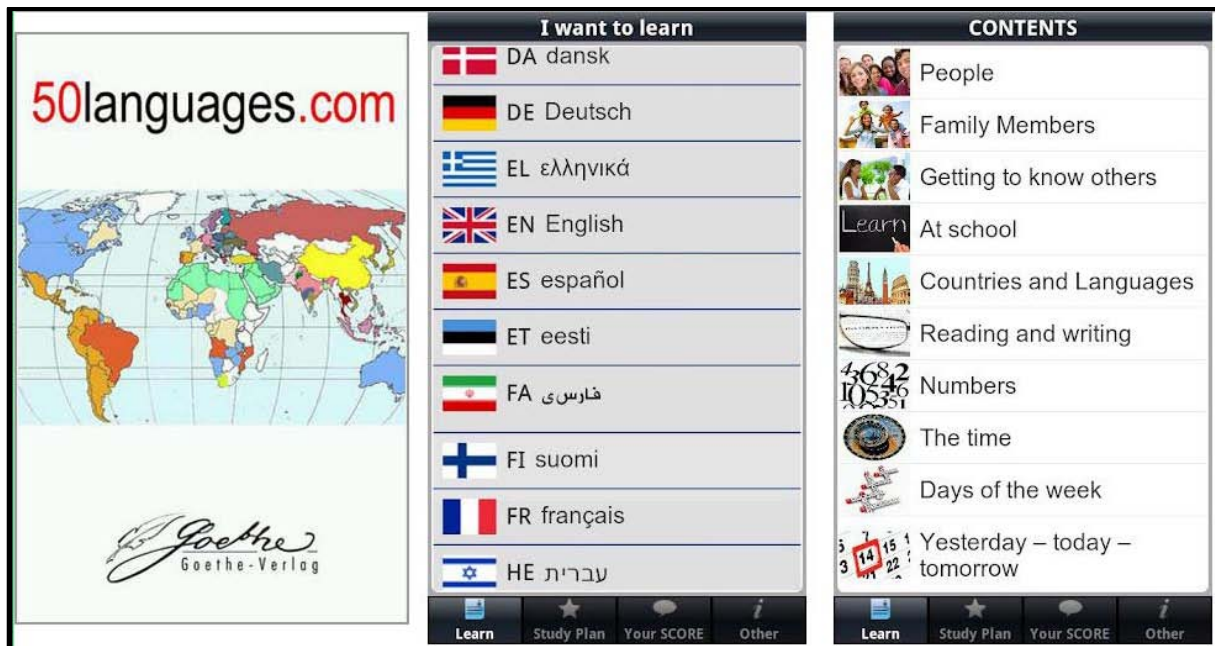 50languages.com
Goethe
Goethe-Verlag
I want to learn
DA dansk
DE Deutsch
EL ελληνικά
EN English
ES español
ET eesti
FA فارسی
FI suomi
FR français
HE עברית
Learn
Study Plan
Your SCORE
Other
CONTENTS
People
Family Members
Getting to know others
Learn
At school
Countries and Languages
Reading and writing
Numbers
The time
Days of the week
14 15
22
Yesterday – today –
tomorrow
Learn
Study Plan
Your SCORE
Other